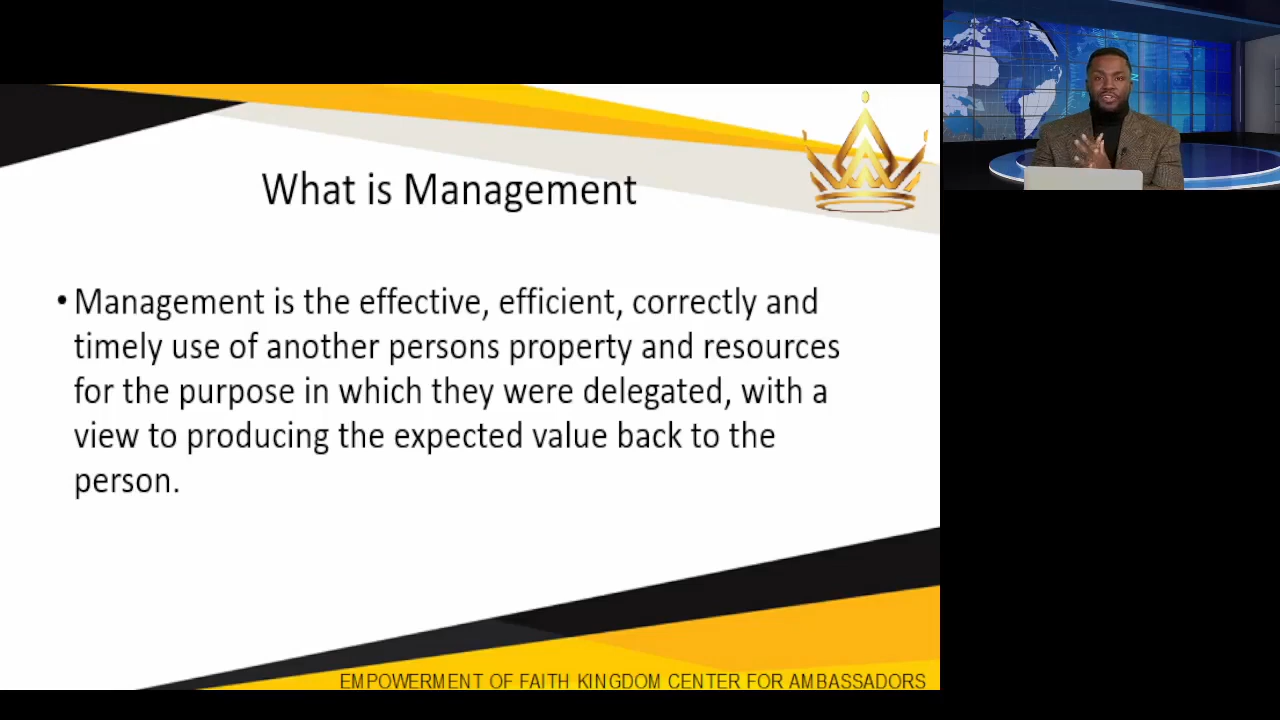 What is Management
• Management is the effective, efficient, correctly and
timely use of another persons property and resources
for the purpose in which they were delegated, with a
view to producing the expected value back to the
person.
EMPOWERMENT OF FAITH KINGDOM CENTER FOR AMBASSADORS